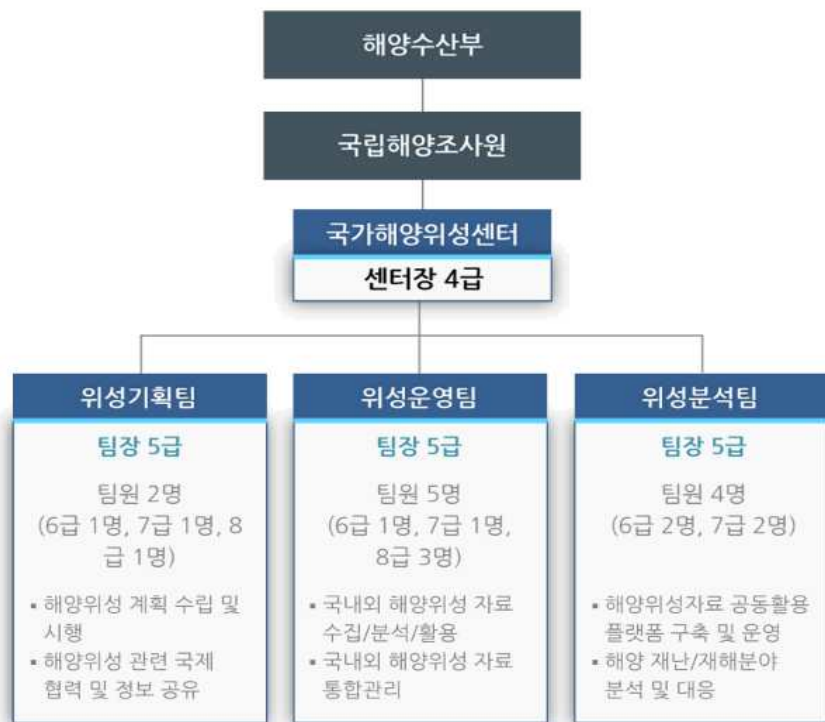 해양수산부
국립해양조사원
국가해양위성센터
센터장 4급
위성기획팀
팀장 5급
팀원 2명
(6급 1명, 7급 1명, 8
급 1명)
▪ 해양위성 계획 수립 및
시행
▪ 해양위성 관련 국제
협력 및 정보 공유
위성운영팀
팀장 5급
팀원 5명
(6급 1명, 7급 1명,
8급 3명)
▪ 국내외 해양위성 자료
수집/분석/활용
▪ 국내외 해양위성 자료
통합관리
위성분석팀
팀장 5급
팀원 4명
(6급 2명, 7급 2명)
▪ 해양위성자료 공동활용
플랫폼 구축 및 운영
▪ 해양 재난/재해분야
분석 및 대응